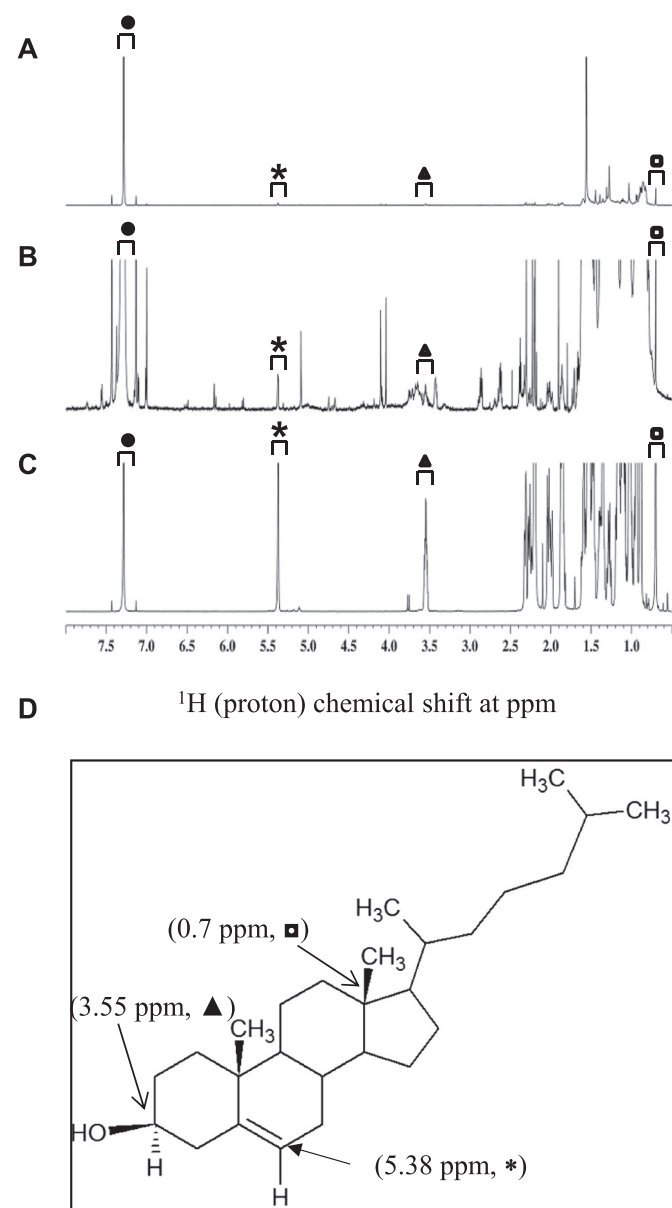 A
*
B
*
*
C
7.5 7.0 6.5 6.0 5.5 5.0 4.5 4.0 3.5 3.0 2.5 2.0 1.5 1.0
¹H (proton) chemical shift at ppm
D
H₃C
CH₃
H₃C
(0.7 ppm, ◘)
CH₃
(3.55 ppm, ▲)
CH₃
HO
H
(5.38 ppm, *)
H